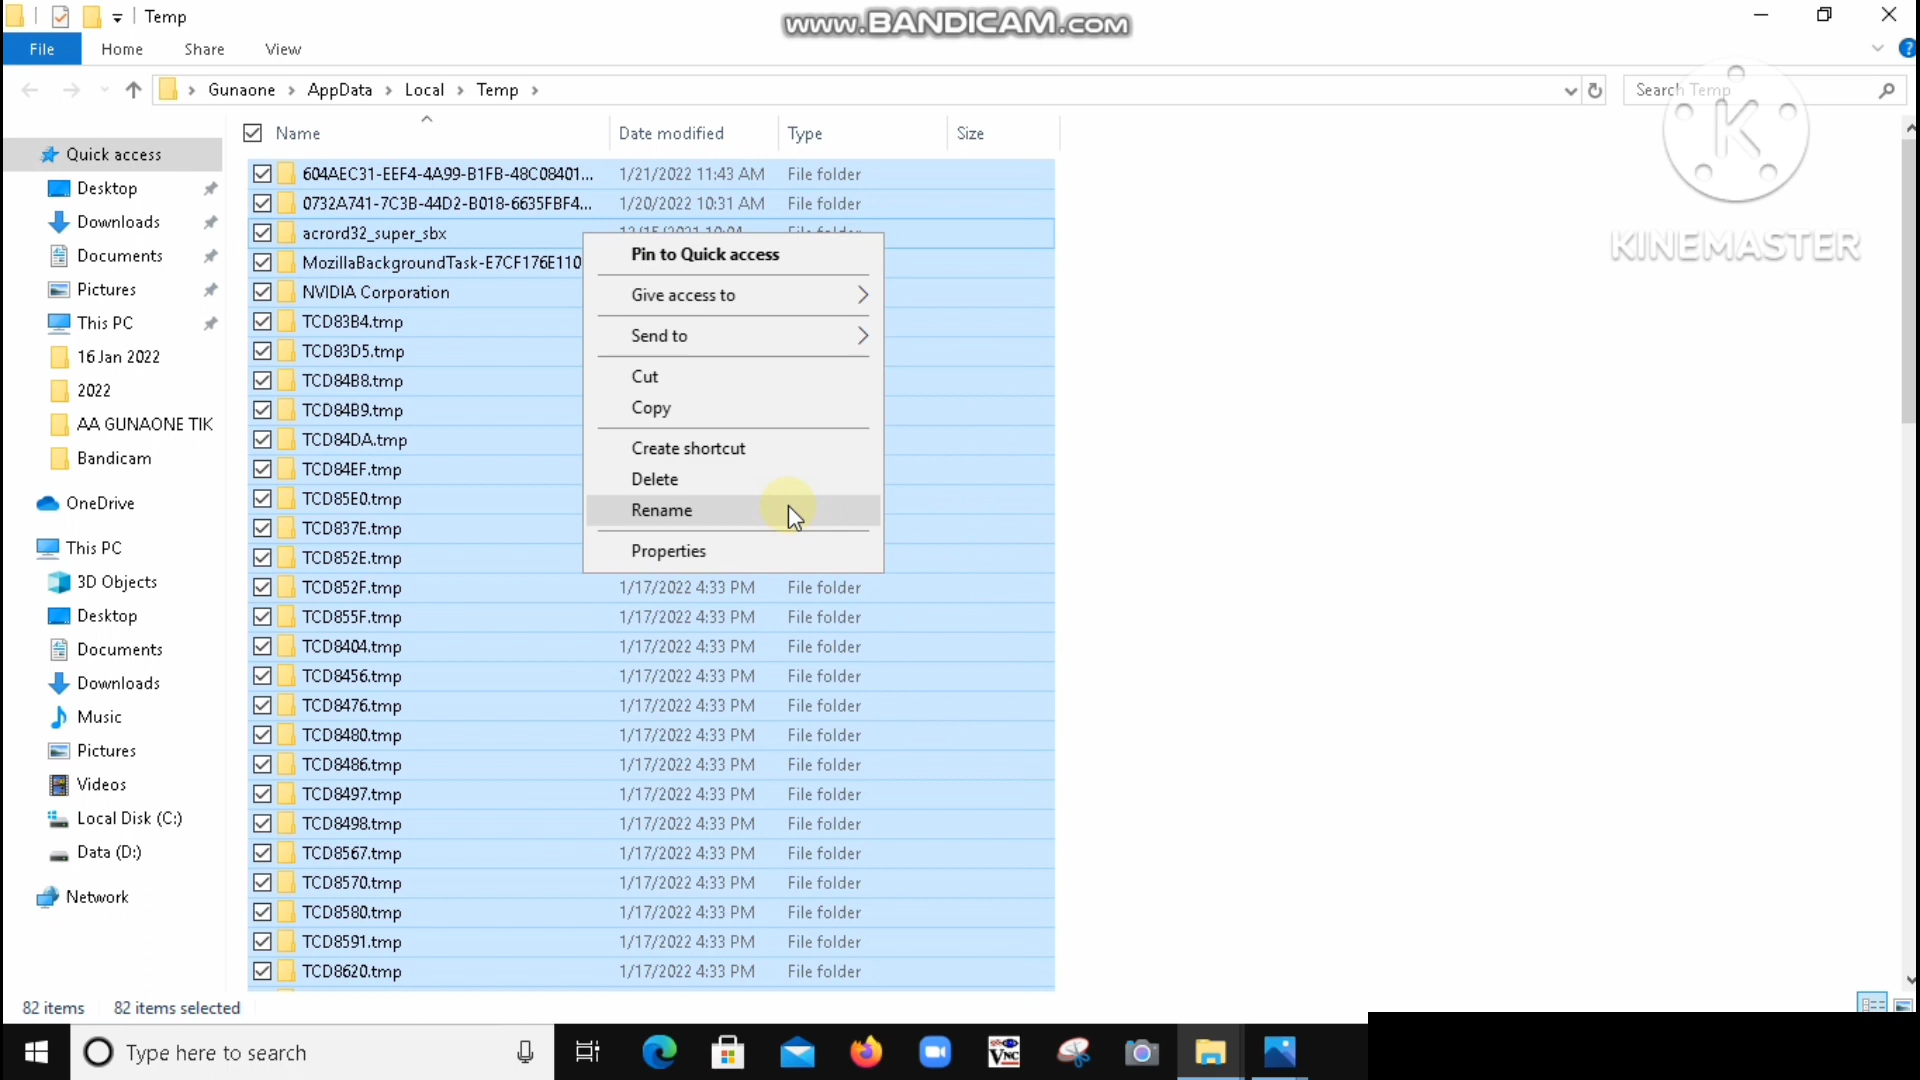 Temp
www.BANDICAM.com
File Home Share View
Gunaone AppData Local Temp
Search Temp
K
KINEMASTER
Name Date modified Type Size
Quick access
Desktop
Downloads
Documents
Pictures
This PC
16 Jan 2022
2022
AA GUNAONE TIK
Bandicam
OneDrive
This PC
3D Objects
Desktop
Documents
Downloads
Music
Pictures
Videos
Local Disk (C:)
Data (D:)
Network
604AEC31-EEF4-4A99-B1FB-48C08401... 1/21/2022 11:43 AM File folder
0732A741-7C3B-44D2-B018-6635FBF4... 1/20/2022 10:31 AM File folder
acrord32_super_sbx
MozillaBackgroundTask-E7CF176E110
NVIDIA Corporation
TCD83B4.tmp
TCD83D5.tmp
TCD84B8.tmp
TCD84B9.tmp
TCD84DA.tmp
TCD84EF.tmp
TCD85E0.tmp
TCD837E.tmp
TCD852E.tmp
TCD852F.tmp 1/17/2022 4:33 PM File folder
TCD855F.tmp 1/17/2022 4:33 PM File folder
TCD8404.tmp 1/17/2022 4:33 PM File folder
TCD8456.tmp 1/17/2022 4:33 PM File folder
TCD8476.tmp 1/17/2022 4:33 PM File folder
TCD8480.tmp 1/17/2022 4:33 PM File folder
TCD8486.tmp 1/17/2022 4:33 PM File folder
TCD8497.tmp 1/17/2022 4:33 PM File folder
TCD8498.tmp 1/17/2022 4:33 PM File folder
TCD8567.tmp 1/17/2022 4:33 PM File folder
TCD8570.tmp 1/17/2022 4:33 PM File folder
TCD8580.tmp 1/17/2022 4:33 PM File folder
TCD8591.tmp 1/17/2022 4:33 PM File folder
TCD8620.tmp 1/17/2022 4:33 PM File folder
Pin to Quick access
Give access to
Send to
Cut
Copy
Create shortcut
Delete
Rename
Properties
82 items 82 items selected
Type here to search
VNC